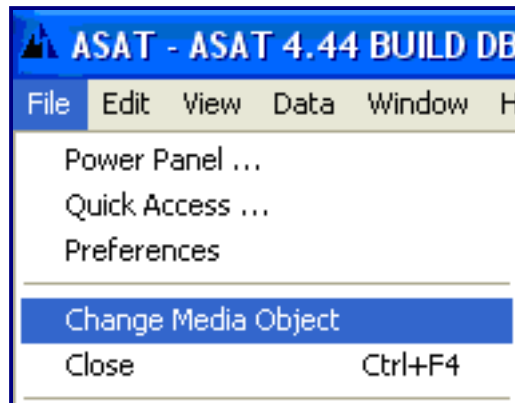 ASAT - ASAT 4.44 BUILD DB
File Edit View Data Window H
Power Panel ...
Quick Access ...
Preferences
Change Media Object
Close Ctrl+F4